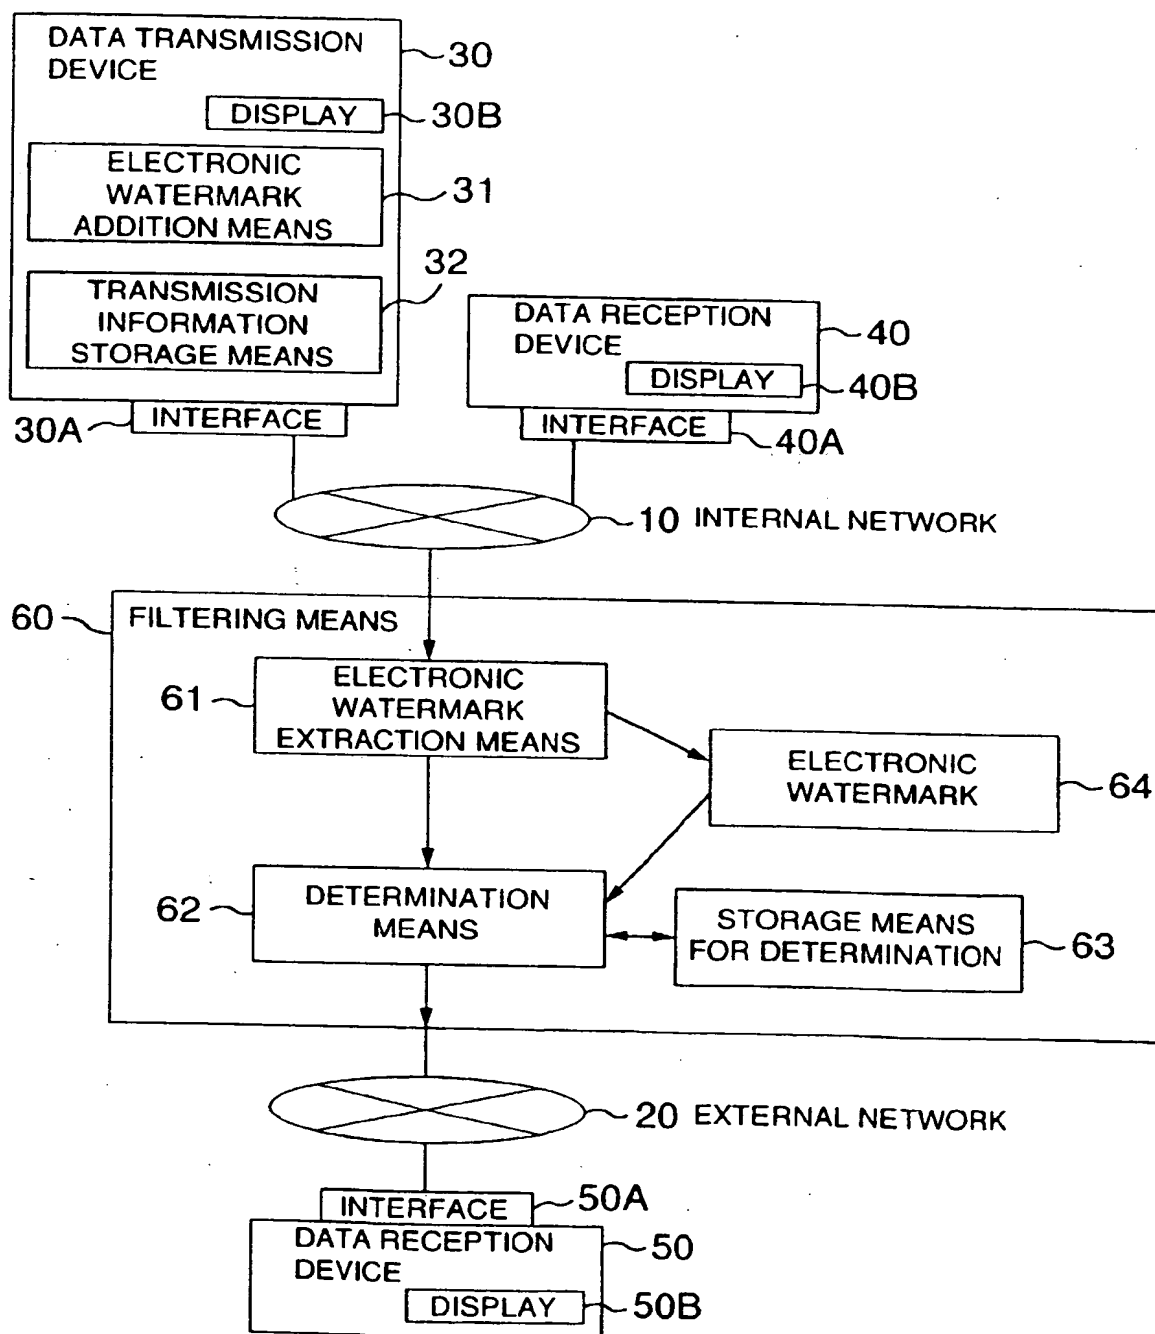 DATA TRANSMISSION
DEVICE
30
DISPLAY
30B
ELECTRONIC
WATERMARK
ADDITION MEANS
31
TRANSMISSION
INFORMATION
STORAGE MEANS
32
INTERFACE
30A
DATA RECEPTION
DEVICE
40
DISPLAY
40B
INTERFACE
40A
10 INTERNAL NETWORK
60
FILTERING MEANS
61
ELECTRONIC
WATERMARK
EXTRACTION MEANS
ELECTRONIC
WATERMARK
64
62
DETERMINATION
MEANS
STORAGE MEANS
FOR DETERMINATION
63
20 EXTERNAL NETWORK
INTERFACE
50A
DATA RECEPTION
DEVICE
50
DISPLAY
50B